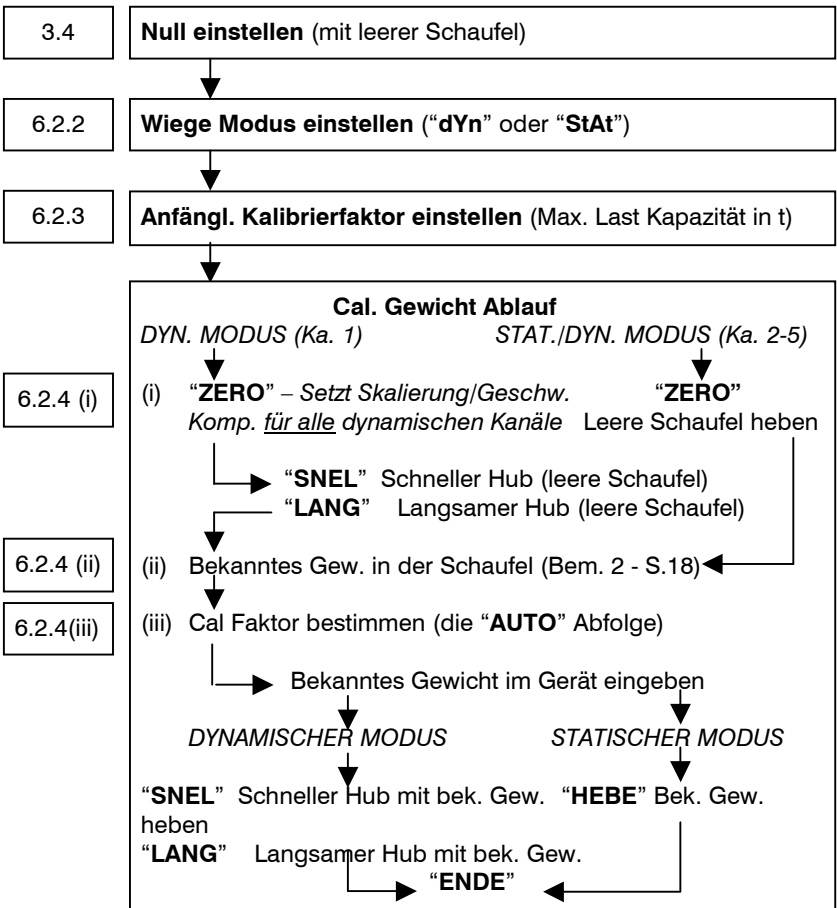 3.4 Null einstellen (mit leerer Schaufel)
6.2.2 Wiege Modus einstellen (“dYn” oder “StAt”)
6.2.3 Anfängl. Kalibrierfaktor einstellen (Max. Last Kapazität in t)
Cal. Gewicht Ablauf
DYN. MODUS (Ka. 1) STAT./DYN. MODUS (Ka. 2-5)
6.2.4 (i) (i) “ZERO” – Setzt Skalierung/Geschw. “ZERO”
Komp. für alle dynamischen Kanäle Leere Schaufel heben
“SNEL” Schneller Hub (leere Schaufel)
“LANG” Langsamer Hub (leere Schaufel)
6.2.4 (ii) (ii) Bekanntes Gew. in der Schaufel (Bem. 2 - S.18)
6.2.4(iii) (iii) Cal Faktor bestimmen (die “AUTO” Abfolge)
Bekanntes Gewicht im Gerät eingeben
DYNAMISCHER MODUS STATISCHER MODUS
“SNEL” Schneller Hub mit bek. Gew. “HEBE” Bek. Gew.
heben
“LANG” Langsamer Hub mit bek. Gew.
“ENDE”